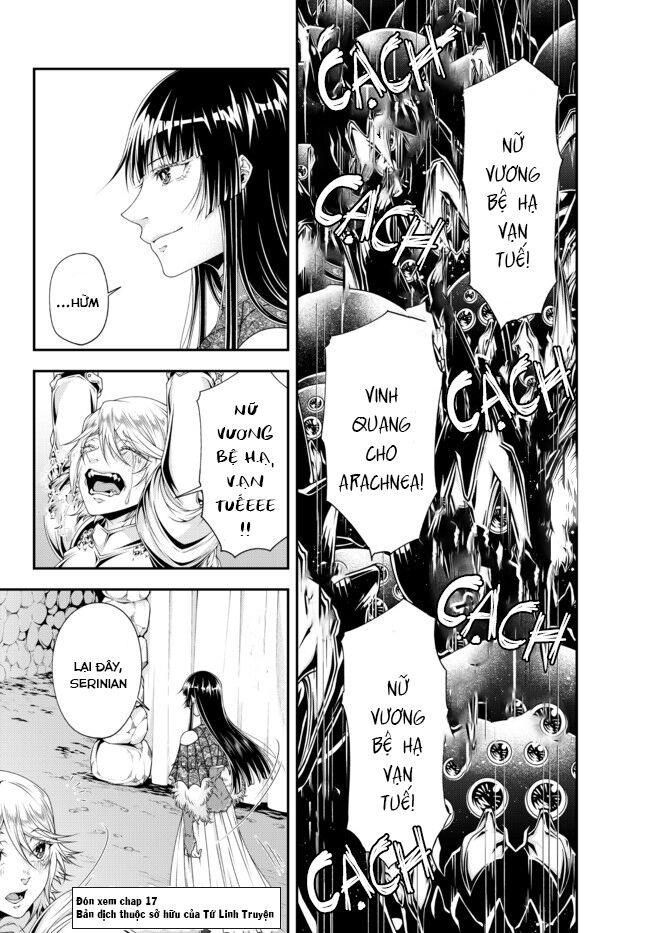 CẠCH
CẠCH
CẠCH
NỮ
VƯƠNG
BỆ HẠ
VẠN
TUẾ!
CẠCH
VINH
QUANG
CHO
ARACHNEA!
CẠCH
CẠCH
NỮ
VƯƠNG
BỆ HẠ
VẠN
TUẾ!
...HỪM
NỮ
VƯƠNG
BỆ HẠ,
VẠN
TUẾEEE
!!
LẠI ĐÂY,
SERINIAN
Đón xem chap 17
Bản dịch thuộc sở hữu của Tứ Linh Truyện